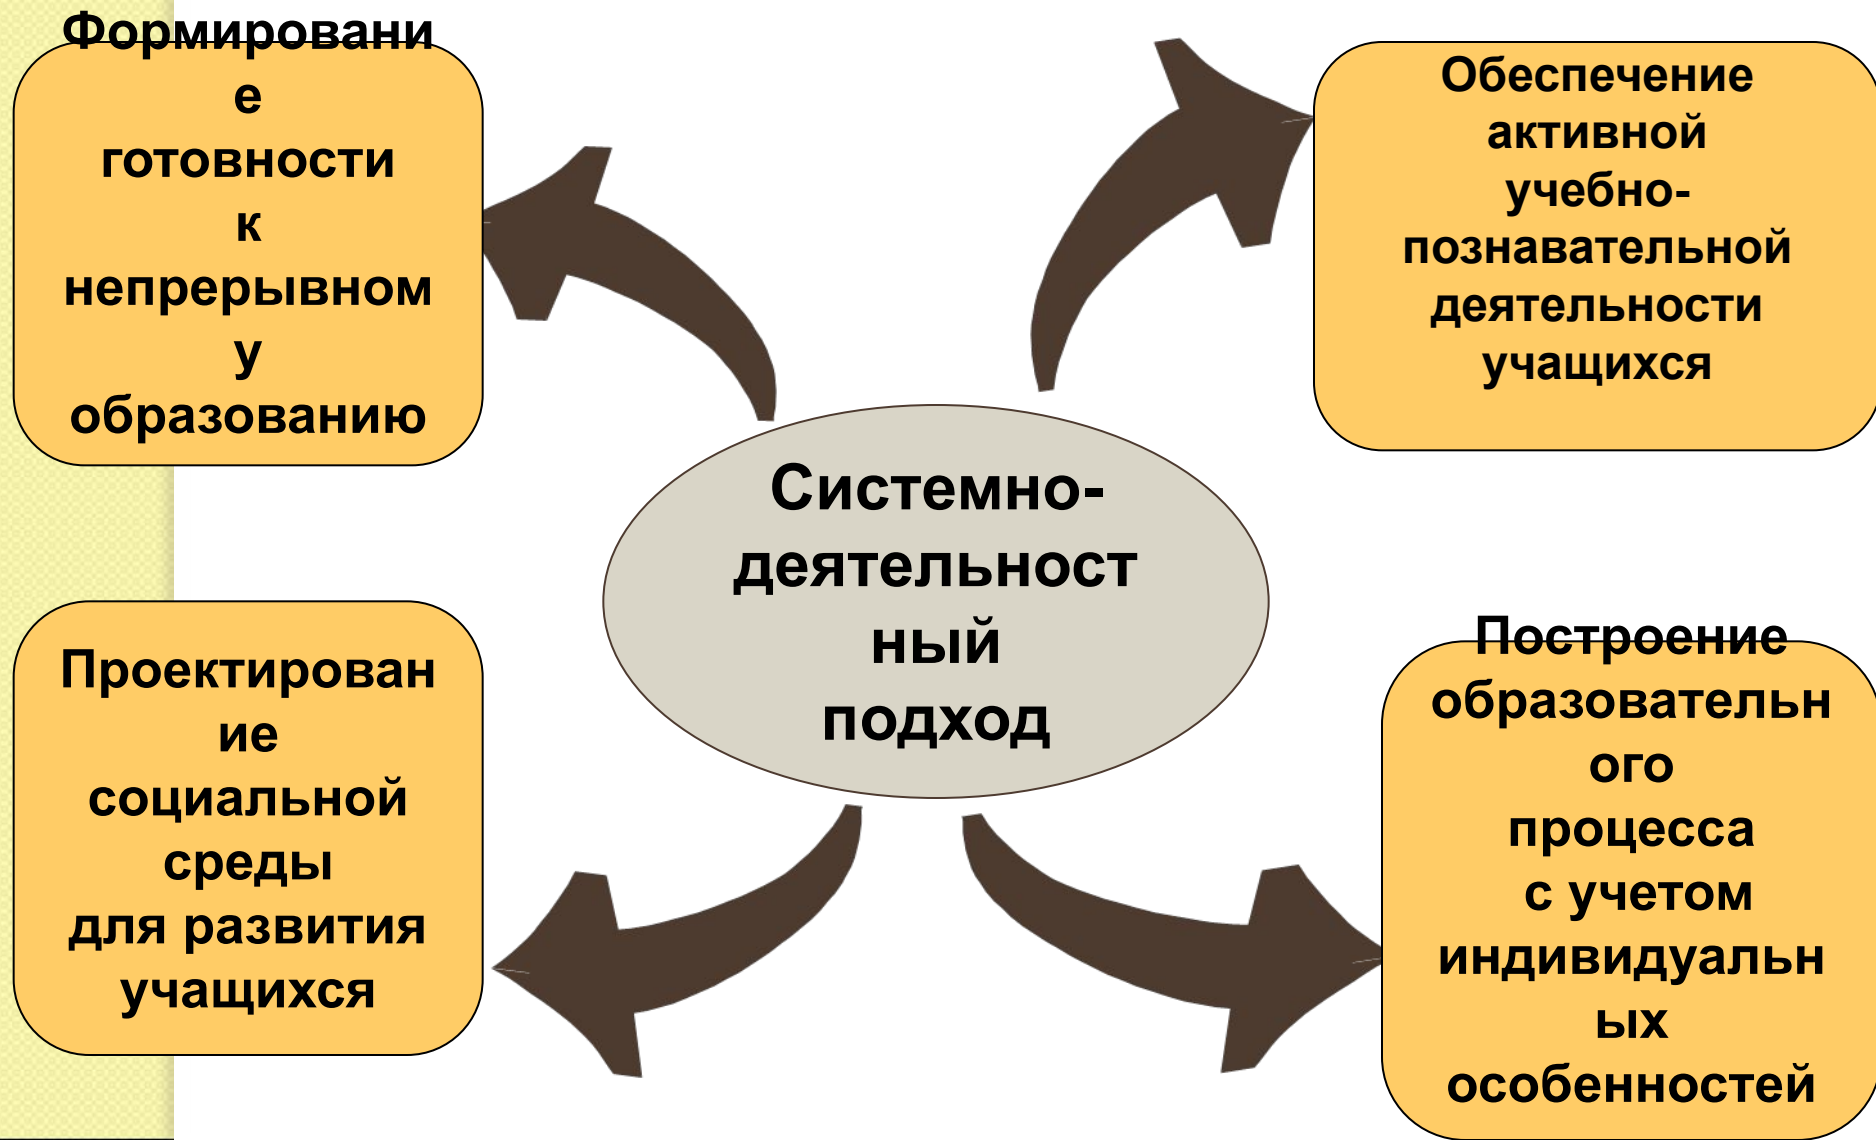 Формировани
е
готовности
к
непрерывном
у
образованию
Обеспечение
активной
учебно-
познавательной
деятельности
учащихся
Системно-
деятельност
ный
подход
Проектирован
ие
социальной
среды
для развития
учащихся
Построение
образовательн
ого
процесса
с учетом
индивидуальн
ых
особенностей